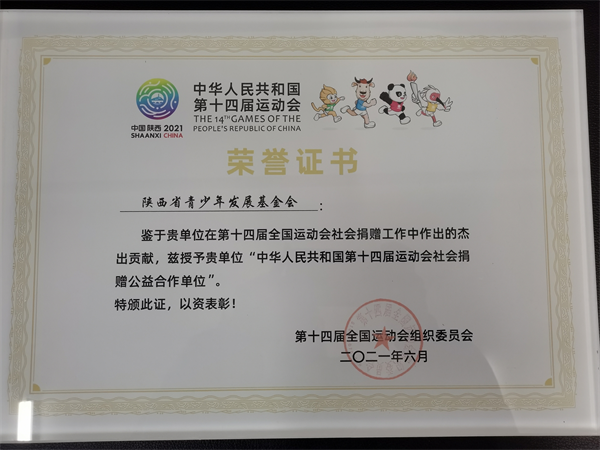 中华人民共和国
第十四届运动会
THE 14TH GAMES OF THE
PEOPLE'S REPUBLIC OF CHINA
中国陕西 2021
SHAANXI CHINA
荣誉证书
陕西省青少年发展基金会：
鉴于贵单位在第十四届全国运动会社会捐赠工作中作出的杰
出贡献，兹授予贵单位“中华人民共和国第十四届运动会社会捐
赠公益合作单位”。
特颁此证，以资表彰！
第十四届全国运动会组织委员会
二〇二一年六月